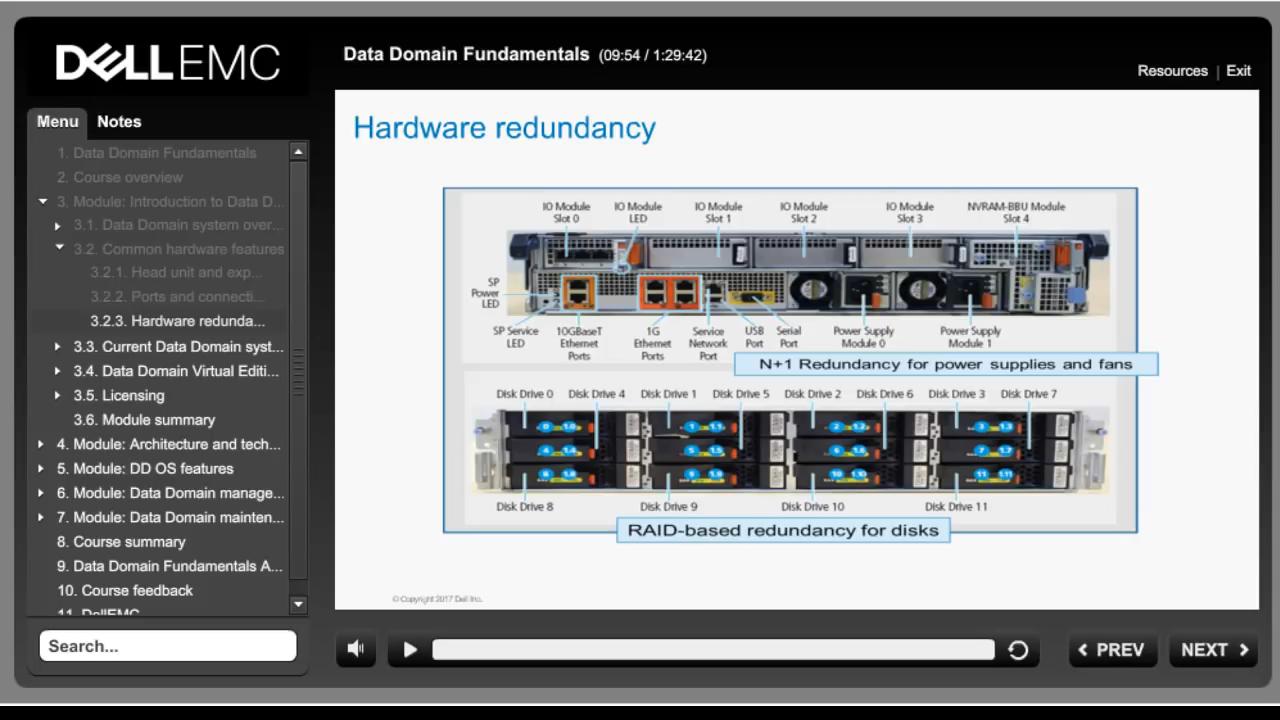 DELLEMC
Data Domain Fundamentals (09:54 / 1:29:42)
Resources | Exit
Menu Notes
1. Data Domain Fundamentals
2. Course overview
3. Module: Introduction to Data D...
3.1. Data Domain system over...
3.2. Common hardware features
3.2.1. Head unit and exp...
3.2.2. Ports and connecti...
3.2.3. Hardware redunda...
3.3. Current Data Domain syst...
3.4. Data Domain Virtual Editi...
3.5. Licensing
3.6. Module summary
4. Module: Architecture and tech...
5. Module: DD OS features
6. Module: Data Domain manage...
7. Module: Data Domain mainten...
8. Course summary
9. Data Domain Fundamentals A...
10. Course feedback
11. DellEMC
Search...
Hardware redundancy
IO Module Slot 0
IO Module LED
IO Module Slot 1
IO Module Slot 2
IO Module Slot 3
NVRAM-BBU Module Slot 4
SP Power LED
SP Service LED
10GBaseT Ethernet Ports
1G Ethernet Ports
Service Network Port
USB Port
Serial Port
Power Supply Module 0
Power Supply Module 1
N+1 Redundancy for power supplies and fans
Disk Drive 0 Disk Drive 4 Disk Drive 1 Disk Drive 5 Disk Drive 2 Disk Drive 6 Disk Drive 3 Disk Drive 7
Disk Drive 8 Disk Drive 9 Disk Drive 10 Disk Drive 11
RAID-based redundancy for disks
© Copyright 2017 Dell Inc.
PREV NEXT